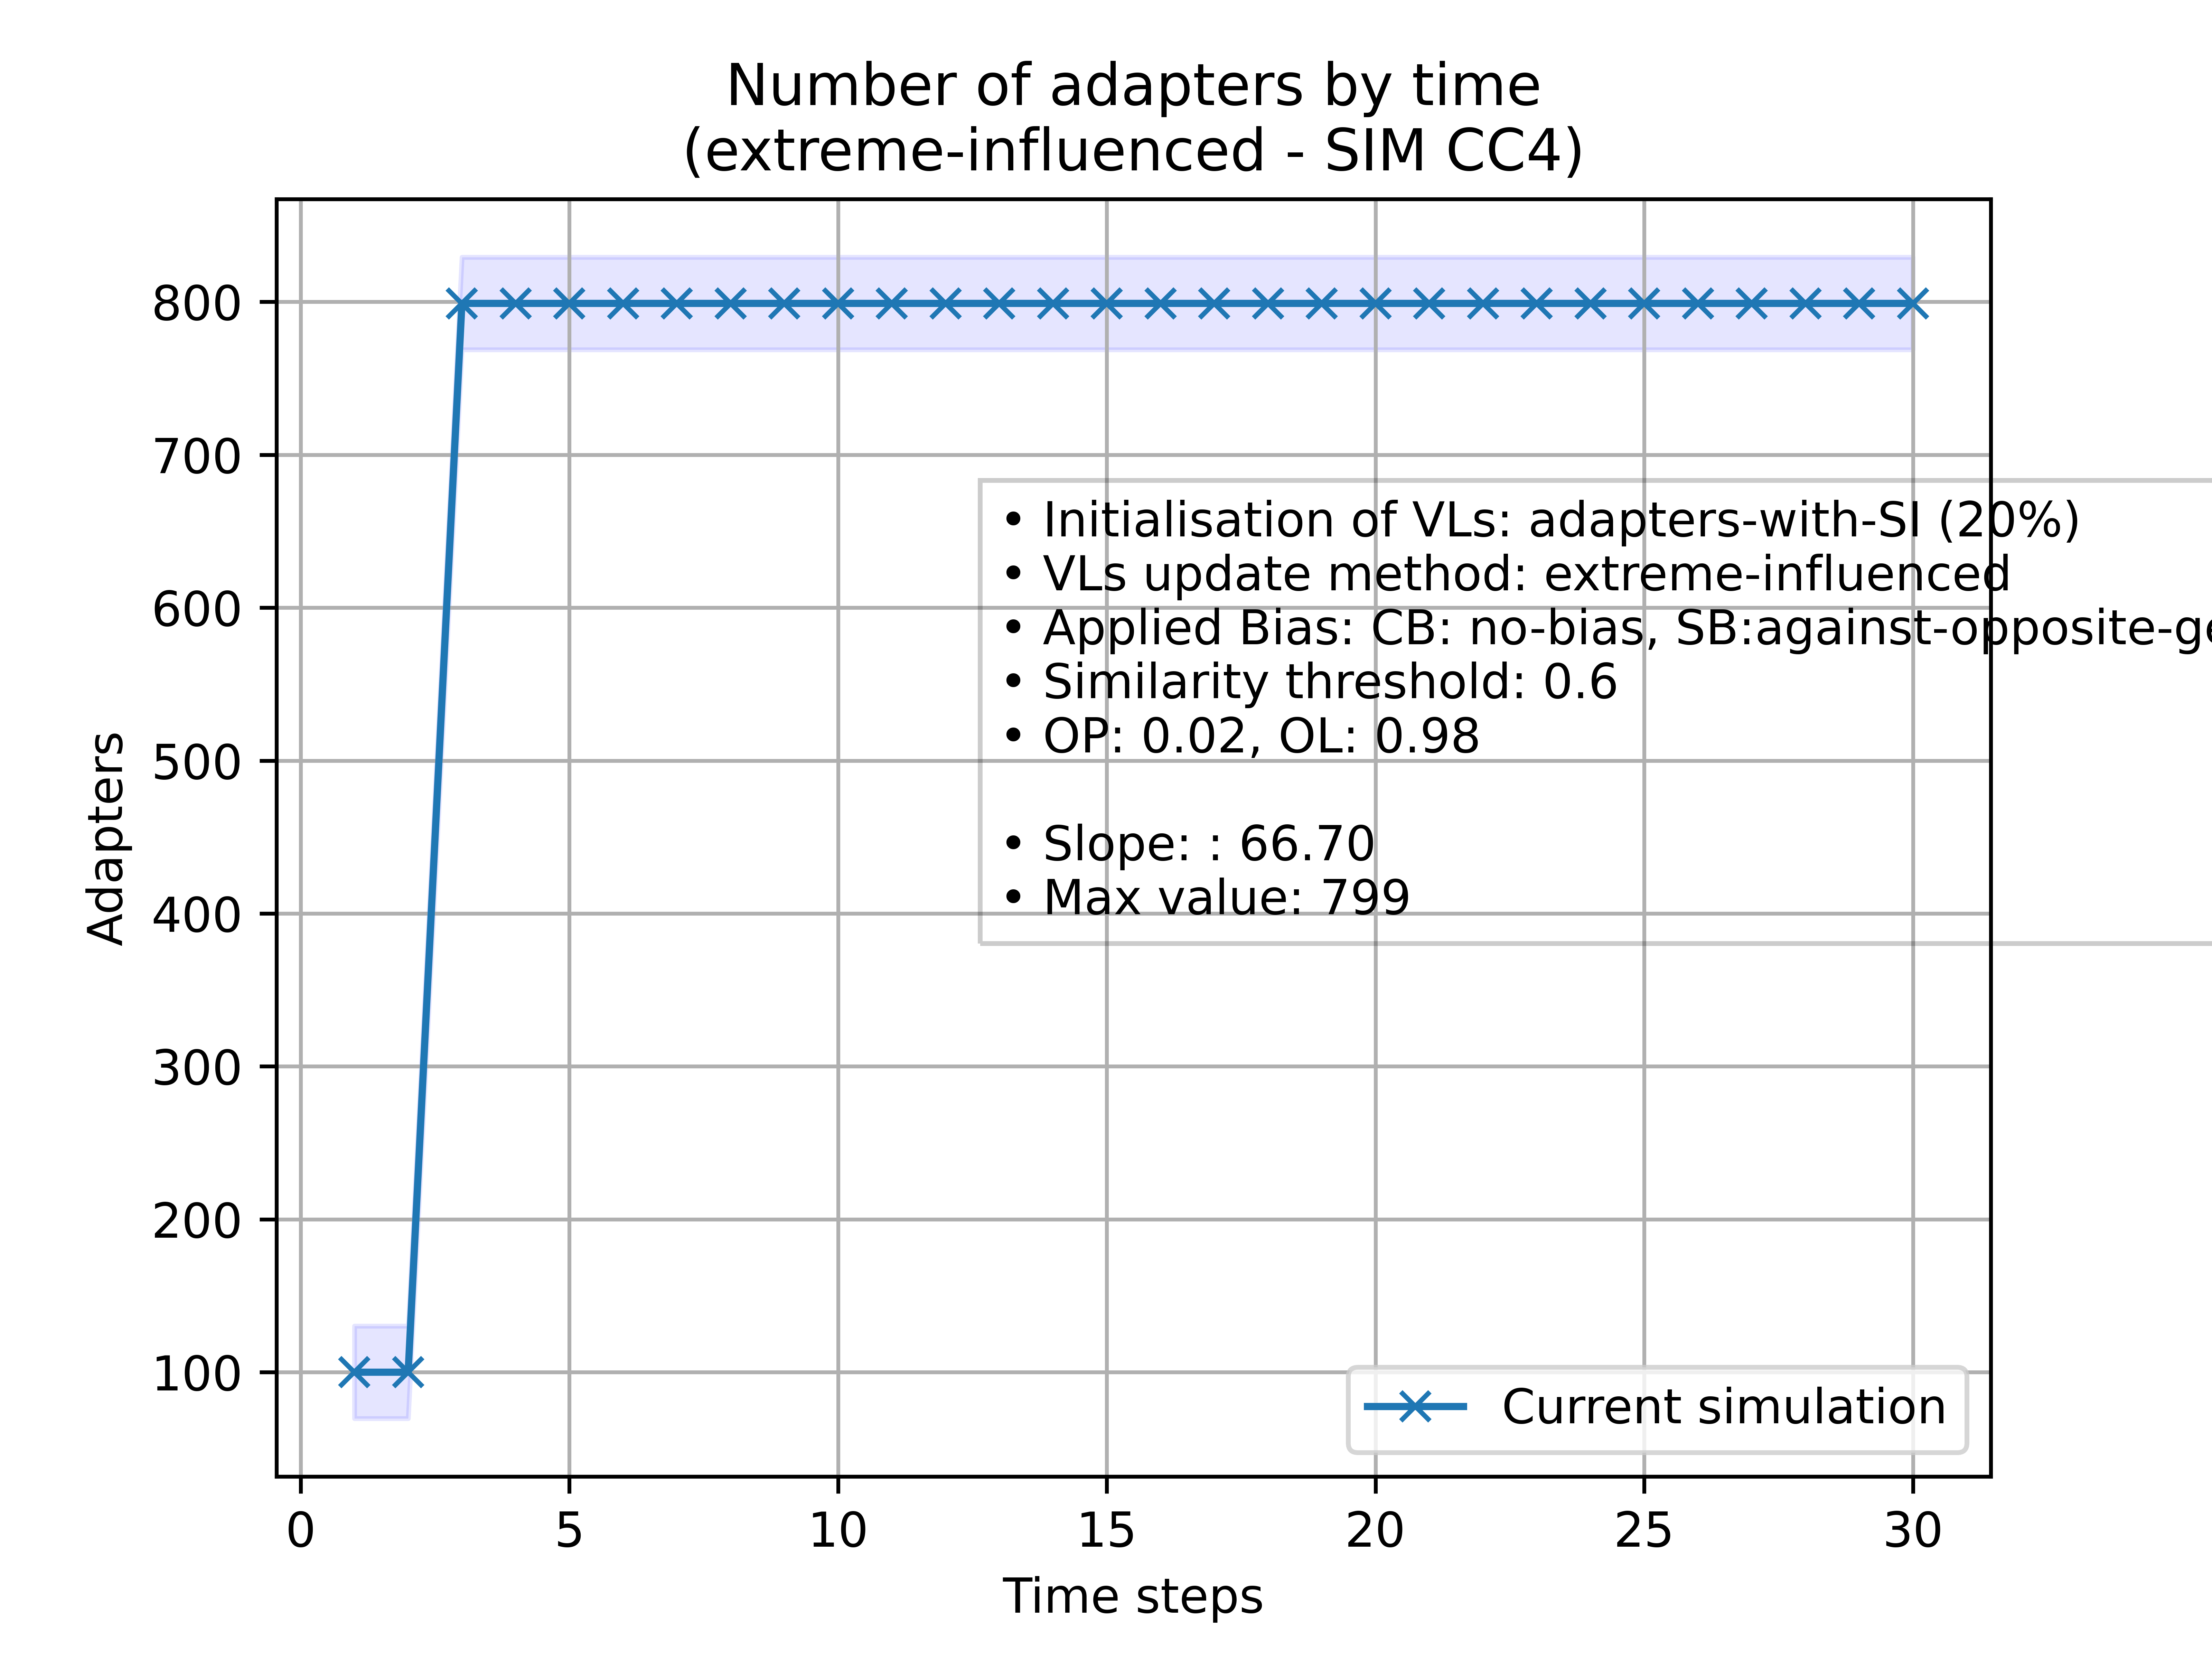 Number of adapters by time
(extreme-influenced - SIM CC4)
Adapters
800
700
600
500
400
300
200
100
• Initialisation of VLs: adapters-with-SI (20%)
• VLs update method: extreme-influenced
• Applied Bias: CB: no-bias, SB:against-opposite-ge
• Similarity threshold: 0.6
• OP: 0.02, OL: 0.98
• Slope: : 66.70
• Max value: 799
Current simulation
0 5 10 15 20 25 30
Time steps